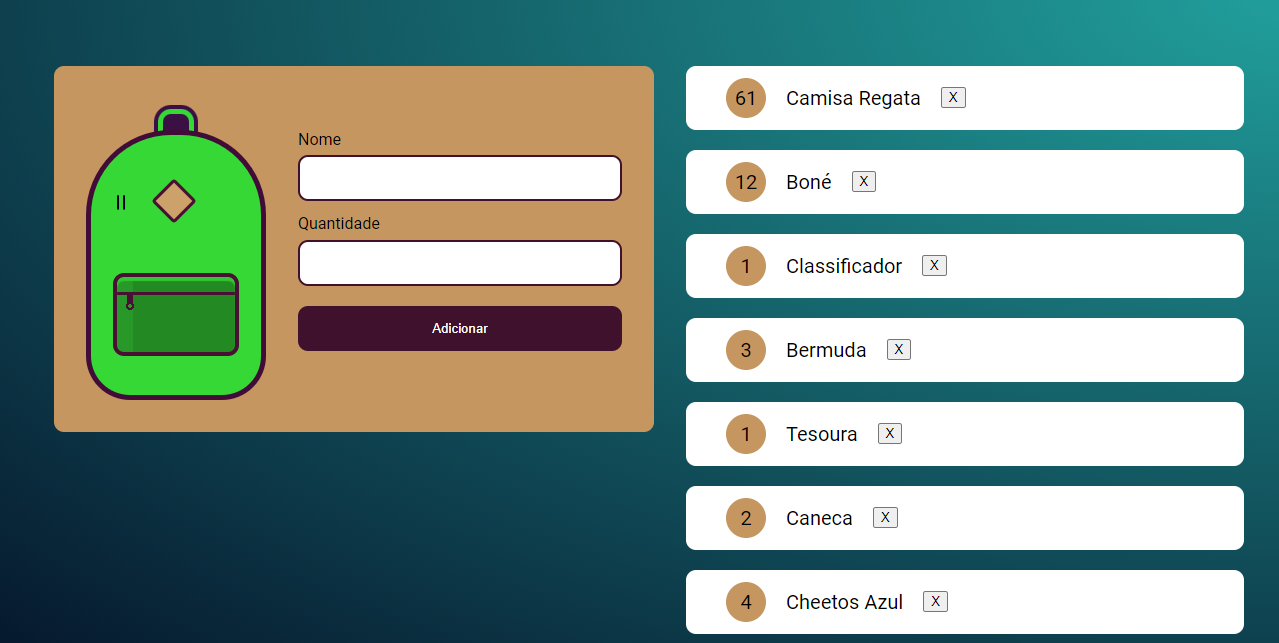 Nome
Quantidade
Adicionar
61 Camisa Regata X
12 Boné X
1 Classificador X
3 Bermuda X
1 Tesoura X
2 Caneca X
4 Cheetos Azul X